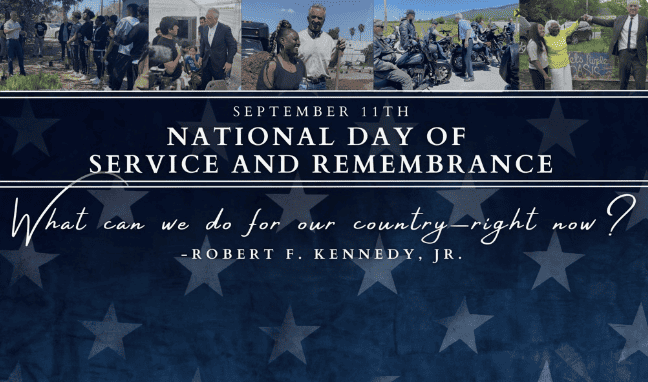 SEPTEMBER 11TH
NATIONAL DAY OF
SERVICE AND REMEMBRANCE
What can we do for our country—right now?
-ROBERT F. KENNEDY, JR.